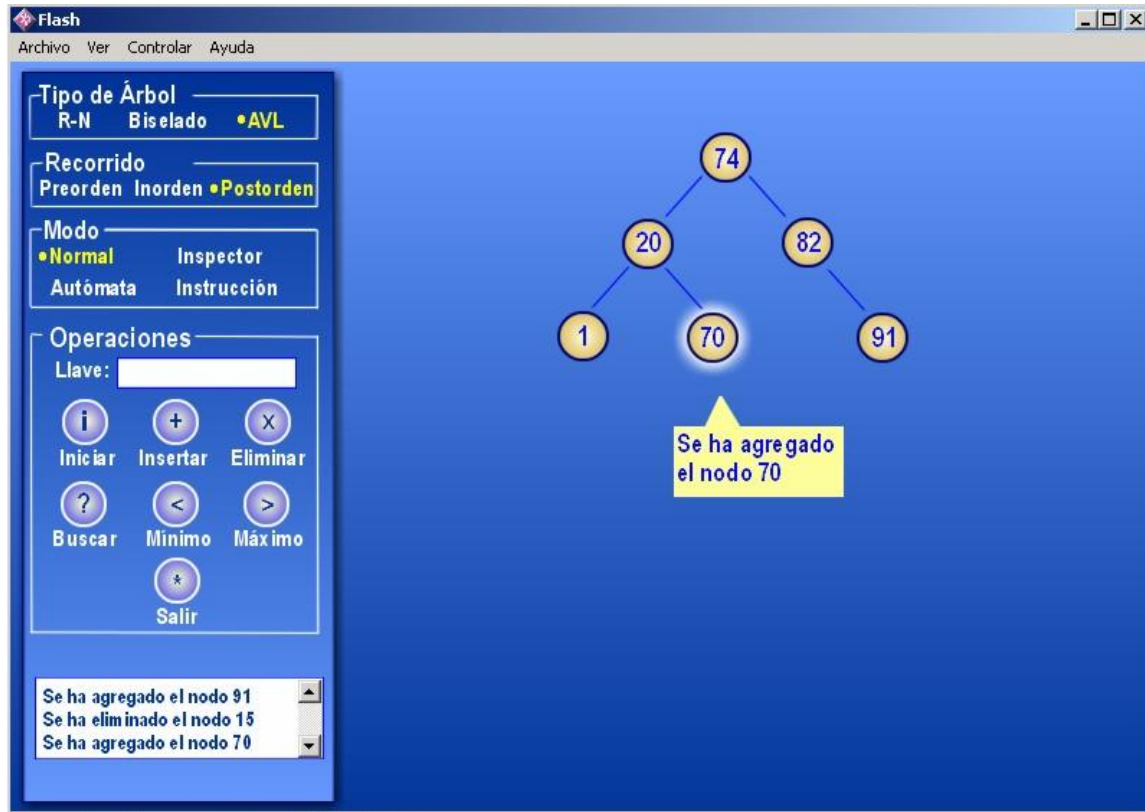 Flash
Archivo Ver Controlar Ayuda
Tipo de Árbol
R-N Biselado •AVL
Recorrido
Preorden Inorden •Postorden
Modo
•Normal Inspector
Autómata Instrucción
Operaciones
Llave:
i + x
Iniciar Insertar Eliminar
? < >
Buscar Mínimo Máximo
*
Salir
Se ha agregado el nodo 91
Se ha eliminado el nodo 15
Se ha agregado el nodo 70
74
20 82
1 70 91
Se ha agregado
el nodo 70